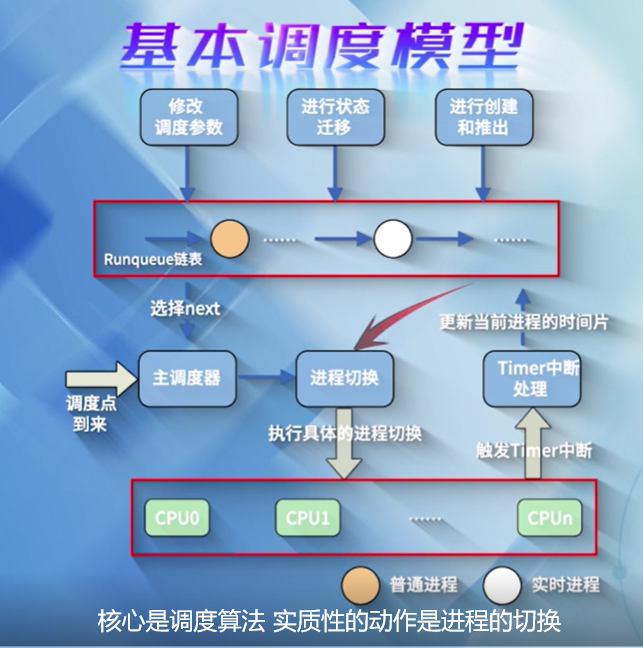 基本调度模型
修改
调度参数
进行状态
迁移
进行创建
和推出
Runqueue链表
选择next
更新当前进程的时间片
主调度器
进程切换
Timer中断
处理
调度点
到来
执行具体的进程切换
触发Timer中断
CPU0
CPU1
......
CPUn
普通进程
实时进程
核心是调度算法 实质性的动作是进程的切换